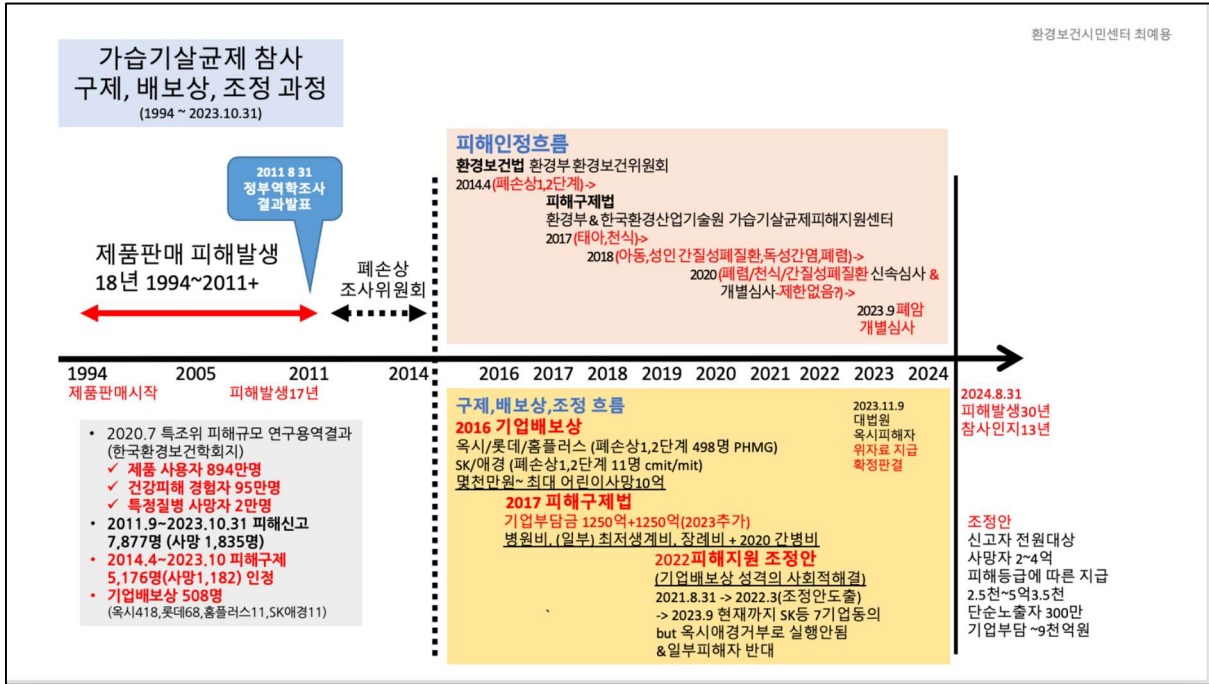 환경보건시민센터 최예용
가습기살균제 참사
구제, 배보상, 조정 과정
(1994 ~ 2023.10.31)
2011 8 31
정부역학조사
결과발표
제품판매 피해발생
18년 1994~2011+
폐손상
조사위원회
피해인정흐름
환경보건법 환경부 환경보건위원회
2014.4 (폐손상1,2단계)->
피해구제법
환경부 & 한국환경산업기술원 가습기살균제피해지원센터
2017 (태아,천식)->
2018 (아동,성인 간질성폐질환,독성간염,폐렴)->
2020 (폐렴/천식/간질성폐질환 신속심사 &
개별심사-제한없음?)->
2023.9 폐암
개별심사
1994 2005 2011 2014 2016 2017 2018 2019 2020 2021 2022 2023 2024
제품판매시작 피해발생17년
• 2020.7 특조위 피해규모 연구용역결과
(한국환경보건학회지)
✓ 제품 사용자 894만명
✓ 건강피해 경험자 95만명
✓ 특정질병 사망자 2만명
• 2011.9~2023.10.31 피해신고
7,877명 (사망 1,835명)
• 2014.4~2023.10 피해구제
5,176명(사망1,182) 인정
• 기업배보상 508명
(옥시418,롯데68,홈플러스11,SK애경11)
구제,배보상,조정 흐름
2016 기업배보상
옥시/롯데/홈플러스 (폐손상1,2단계 498명 PHMG)
SK/애경 (폐손상1,2단계 11명 cmit/mit)
몇천만원~ 최대 어린이사망10억
2017 피해구제법
기업부담금 1250억+1250억(2023추가)
병원비, (일부) 최저생계비, 장례비 + 2020 간병비
2022피해지원 조정안
(기업배보상 성격의 사회적해결)
2021.8.31 -> 2022.3(조정안도출)
-> 2023.9 현재까지 SK등 7기업동의
but 옥시애경거부로 실행안됨
&일부피해자 반대
2023.11.9
대법원
옥시피해자
위자료 지급
확정판결
2024.8.31
피해발생30년
참사인지13년
조정안
신고자 전원대상
사망자 2~4억
피해등급에 따른 지급
2.5천~5억3.5천
단순노출자 300만
기업부담 ~9천억원